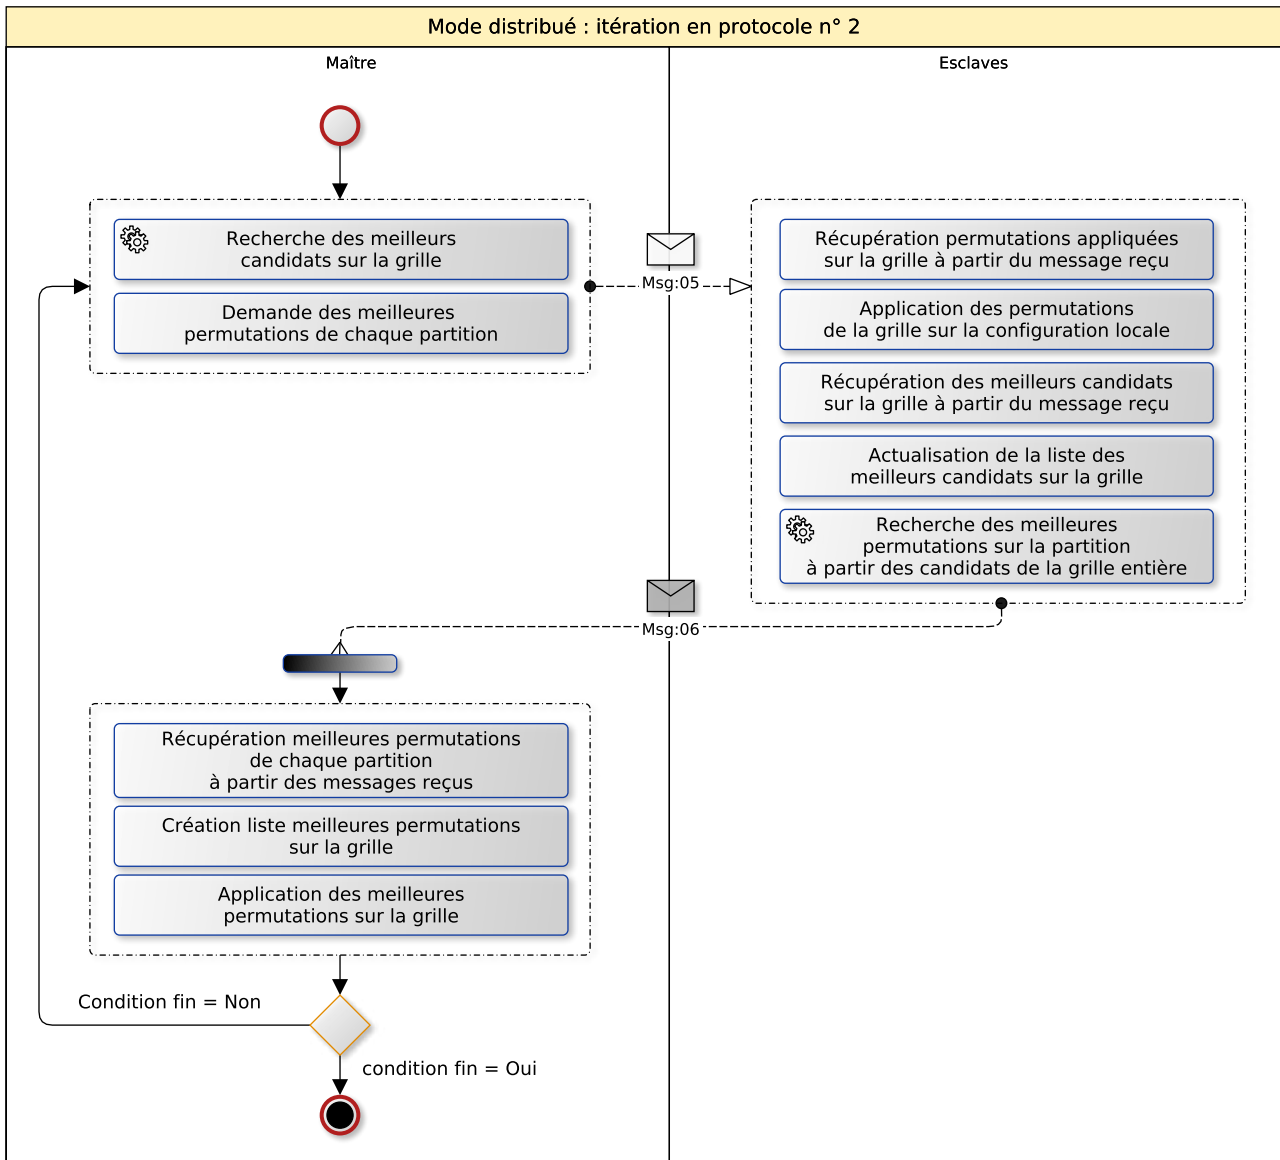 Mode distribué : itération en protocole n° 2
Maître
Esclaves
Recherche des meilleurs
candidats sur la grille
Demande des meilleures
permutations de chaque partition
Msg:05
Récupération permutations appliquées
sur la grille à partir du message reçu
Application des permutations
de la grille sur la configuration locale
Récupération des meilleurs candidats
sur la grille à partir du message reçu
Actualisation de la liste des
meilleurs candidats sur la grille
Recherche des meilleures
permutations sur la partition
à partir des candidats de la grille entière
Msg:06
Récupération meilleures permutations
de chaque partition
à partir des messages reçus
Création liste meilleures permutations
sur la grille
Application des meilleures
permutations sur la grille
Condition fin = Non
condition fin = Oui